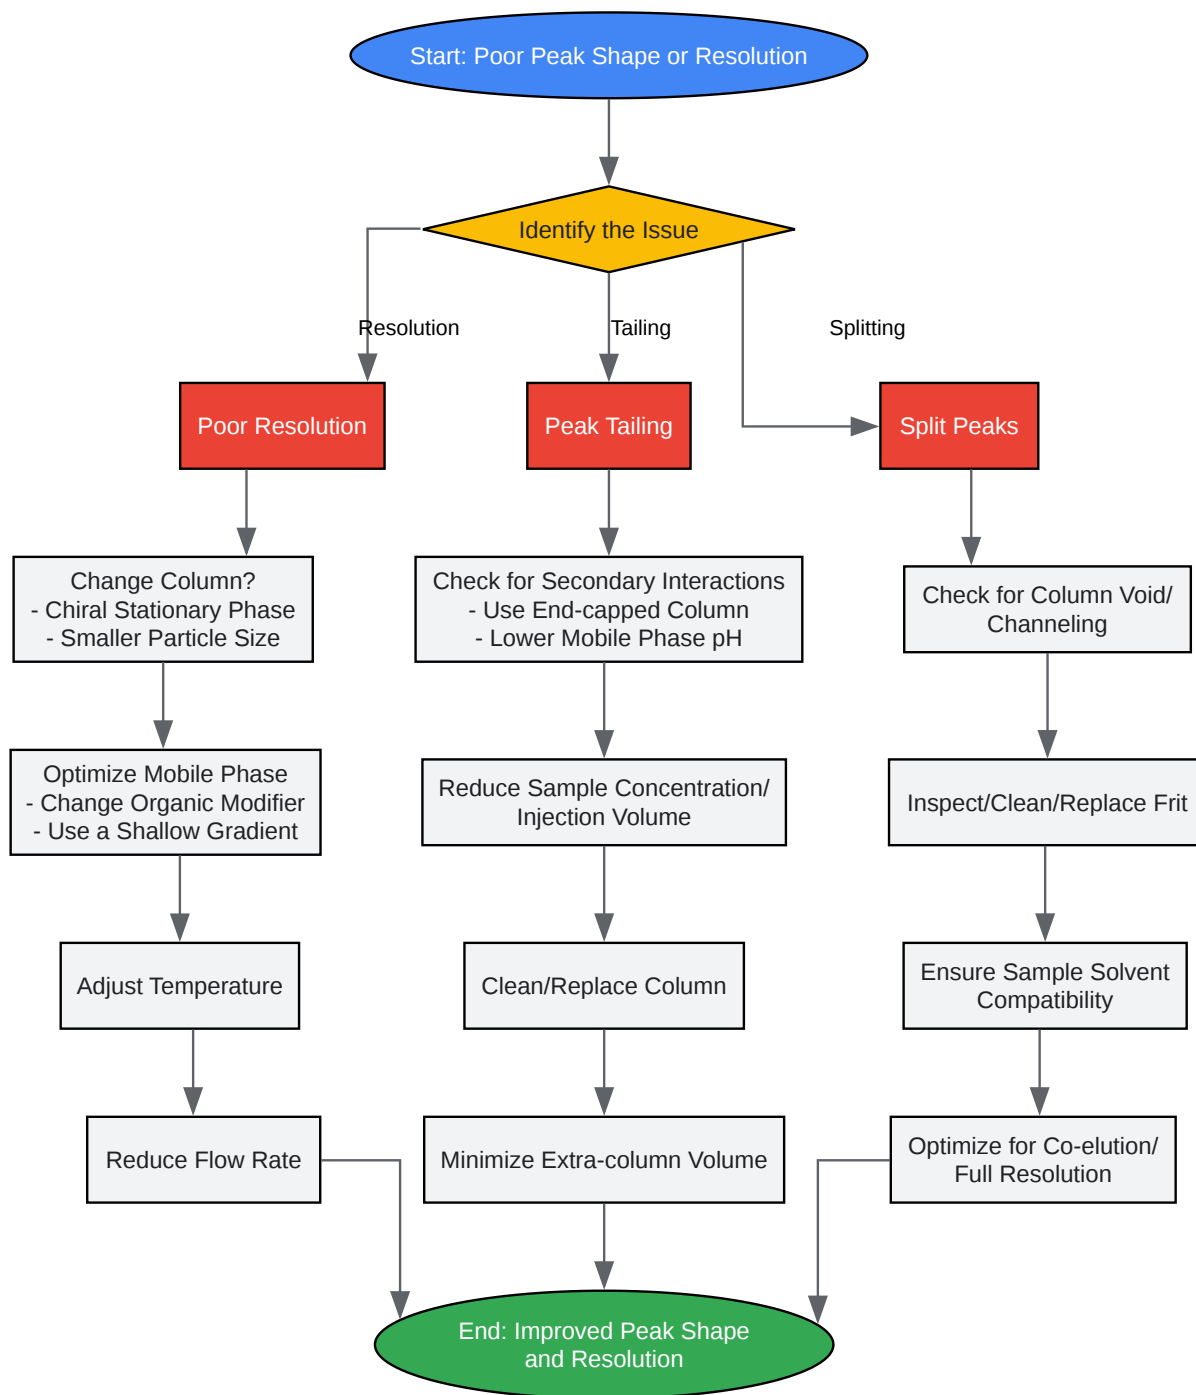 Start: Poor Peak Shape or Resolution
Identify the Issue
Resolution
Tailing
Splitting
Poor Resolution
Peak Tailing
Split Peaks
Change Column?
- Chiral Stationary Phase
- Smaller Particle Size
Check for Secondary Interactions
- Use End-capped Column
- Lower Mobile Phase pH
Check for Column Void/
Channeling
Optimize Mobile Phase
- Change Organic Modifier
- Use a Shallow Gradient
Reduce Sample Concentration/
Injection Volume
Inspect/Clean/Replace Frit
Adjust Temperature
Clean/Replace Column
Ensure Sample Solvent
Compatibility
Reduce Flow Rate
Minimize Extra-column Volume
Optimize for Co-elution/
Full Resolution
End: Improved Peak Shape
and Resolution